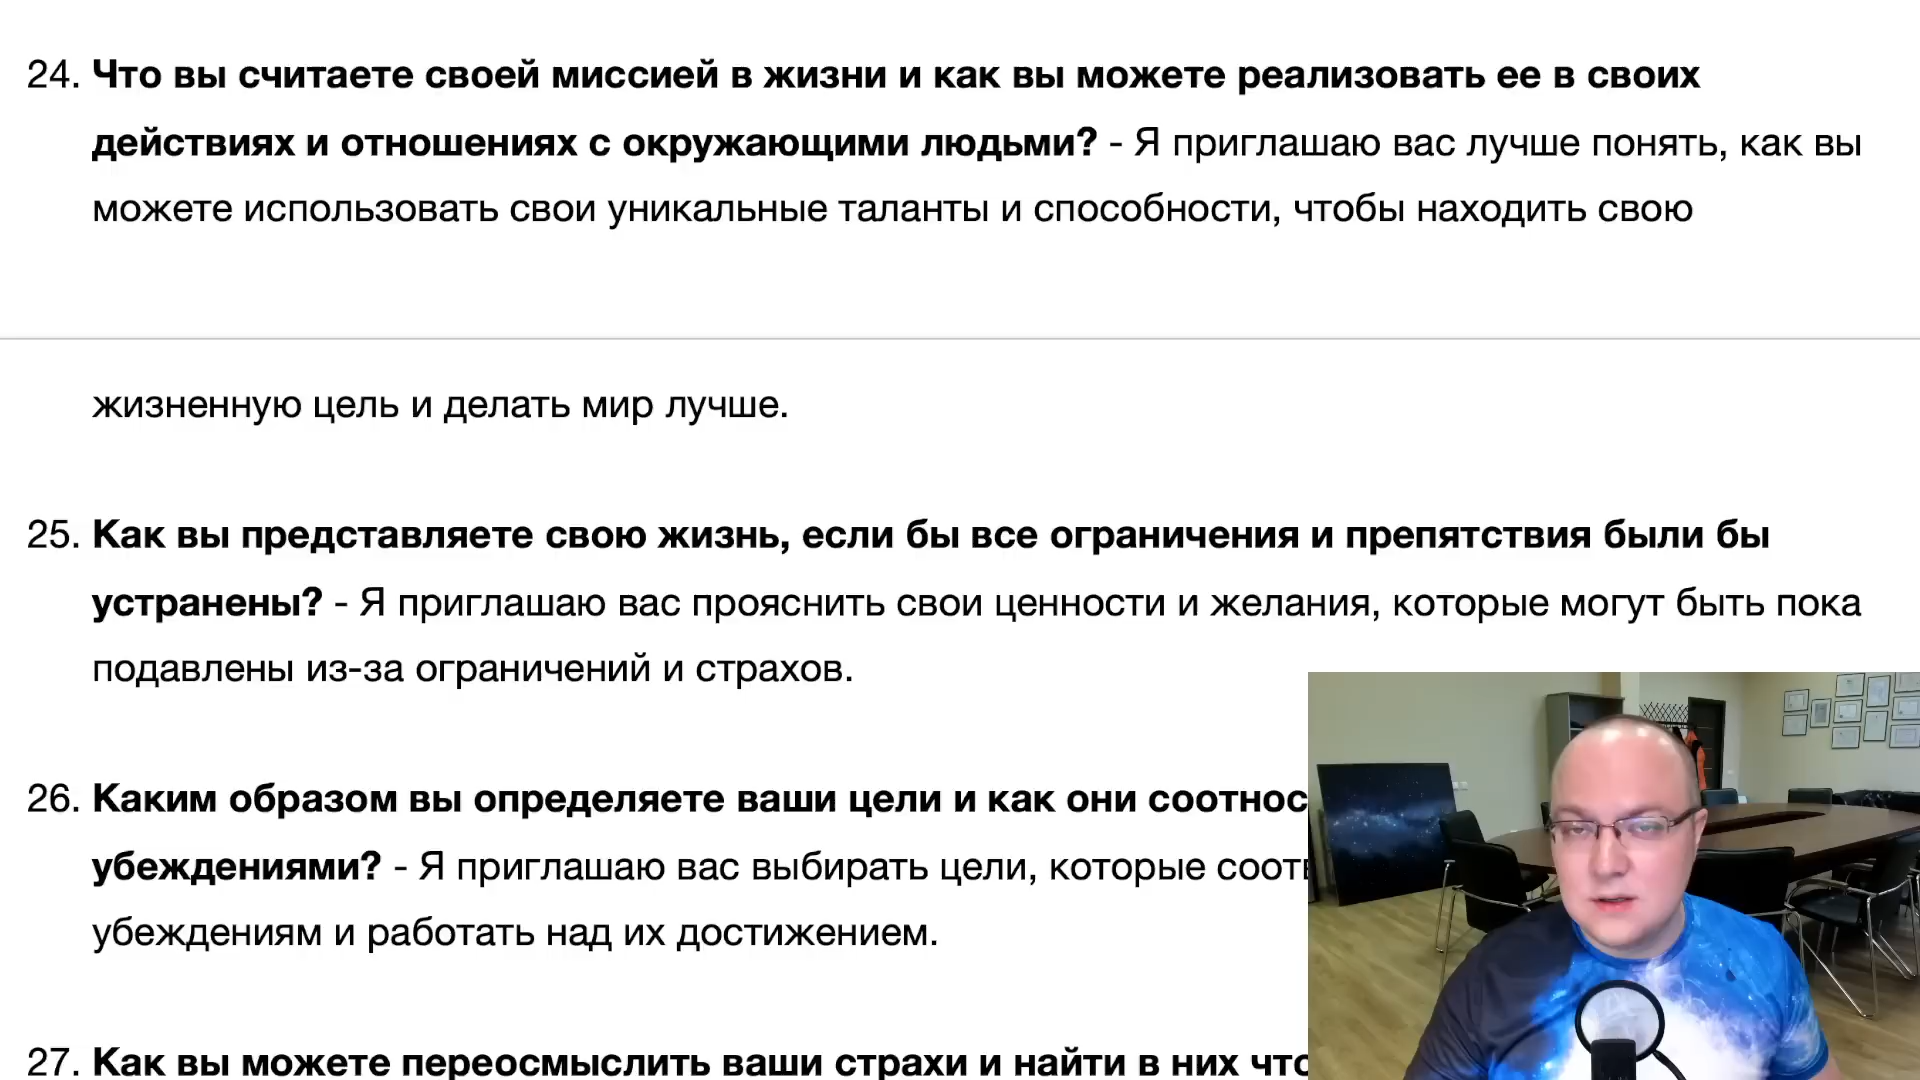 24. Что вы считаете своей миссией в жизни и как вы можете реализовать ее в своих
действиях и отношениях с окружающими людьми? - Я приглашаю вас лучше понять, как вы
можете использовать свои уникальные таланты и способности, чтобы находить свою
жизненную цель и делать мир лучше.
25. Как вы представляете свою жизнь, если бы все ограничения и препятствия были бы
устранены? - Я приглашаю вас прояснить свои ценности и желания, которые могут быть пока
подавлены из-за ограничений и страхов.
26. Каким образом вы определяете ваши цели и как они соотнос
убеждениями? - Я приглашаю вас выбирать цели, которые соотв
убеждениям и работать над их достижением.
27. Как вы можете переосмыслить ваши страхи и найти в них что